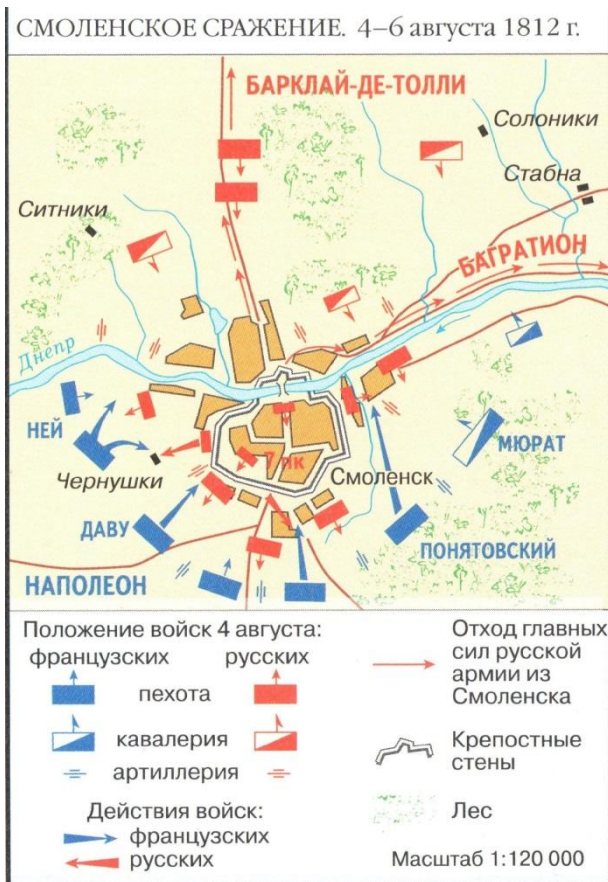 СМОЛЕНСКОЕ СРАЖЕНИЕ. 4–6 августа 1812 г.
БАРКЛАЙ-ДЕ-ТОЛЛИ
Солоники
Стабна
Ситники
БАГРАТИОН
Днепр
НЕЙ
МЮРАТ
Чернушки
7 пк
Смоленск
ДАВУ
ПОНЯТОВСКИЙ
НАПОЛЕОН
Положение войск 4 августа:
французских русских
пехота
кавалерия
артиллерия
Действия войск:
французских
русских
Отход главных
сил русской
армии из
Смоленска
Крепостные
стены
Лес
Масштаб 1:120 000